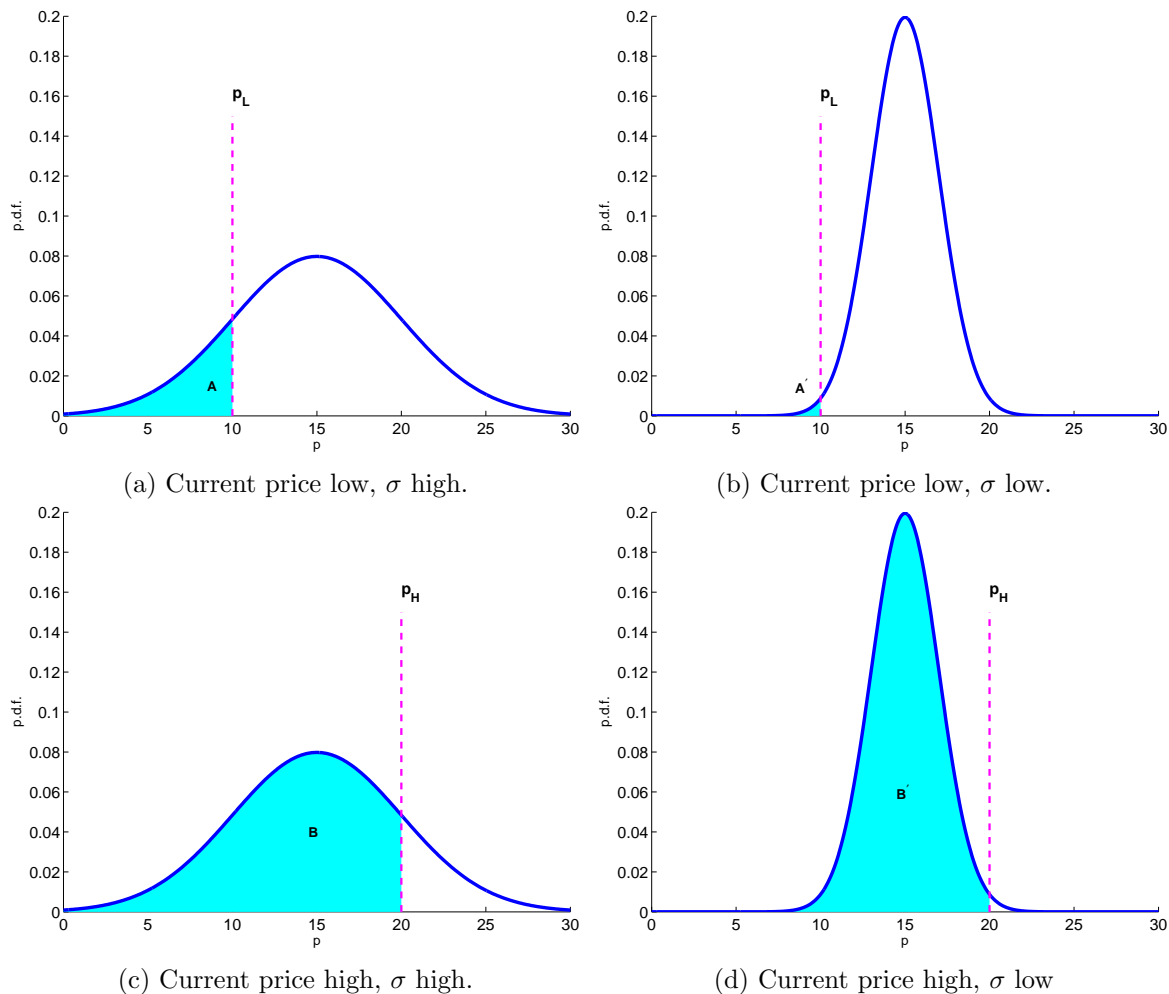 0.2
0.18
0.16
0.14
0.12
0.1
0.08
0.06
0.04
0.02
0
p.d.f.
p_L
A
0 5 10 15 20 25 30
p
(a) Current price low, σ high.
0.2
0.18
0.16
0.14
0.12
0.1
0.08
0.06
0.04
0.02
0
p.d.f.
p_L
A′
0 5 10 15 20 25 30
p
(b) Current price low, σ low.
0.2
0.18
0.16
0.14
0.12
0.1
0.08
0.06
0.04
0.02
0
p.d.f.
p_H
B
0 5 10 15 20 25 30
p
(c) Current price high, σ high.
0.2
0.18
0.16
0.14
0.12
0.1
0.08
0.06
0.04
0.02
0
p.d.f.
p_H
B′
0 5 10 15 20 25 30
p
(d) Current price high, σ low